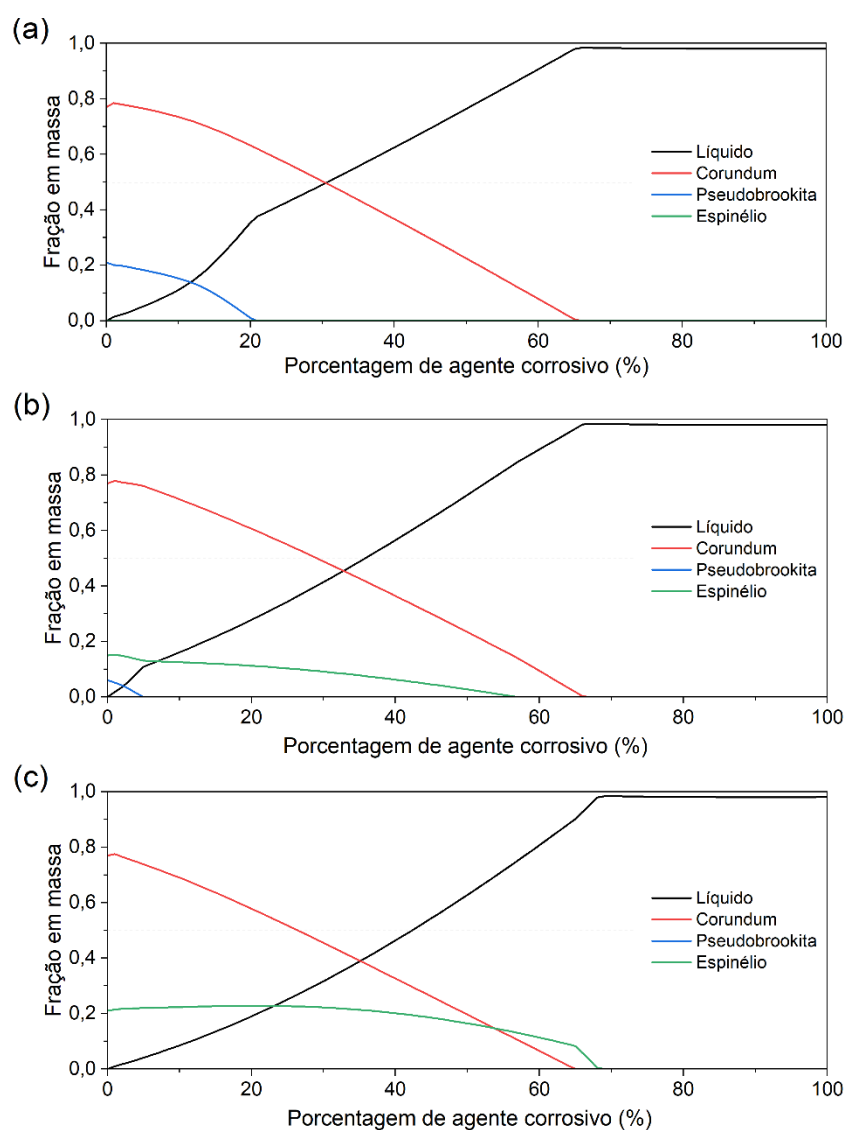 (a)
1,0
0,8
0,6
0,4
0,2
0,0
Fração em massa
Líquido
Corundum
Pseudobrookita
Espinélio
0 20 40 60 80 100
Porcentagem de agente corrosivo (%)
(b)
1,0
0,8
0,6
0,4
0,2
0,0
Fração em massa
Líquido
Corundum
Pseudobrookita
Espinélio
0 20 40 60 80 100
Porcentagem de agente corrosivo (%)
(c)
1,0
0,8
0,6
0,4
0,2
0,0
Fração em massa
Líquido
Corundum
Pseudobrookita
Espinélio
0 20 40 60 80 100
Porcentagem de agente corrosivo (%)